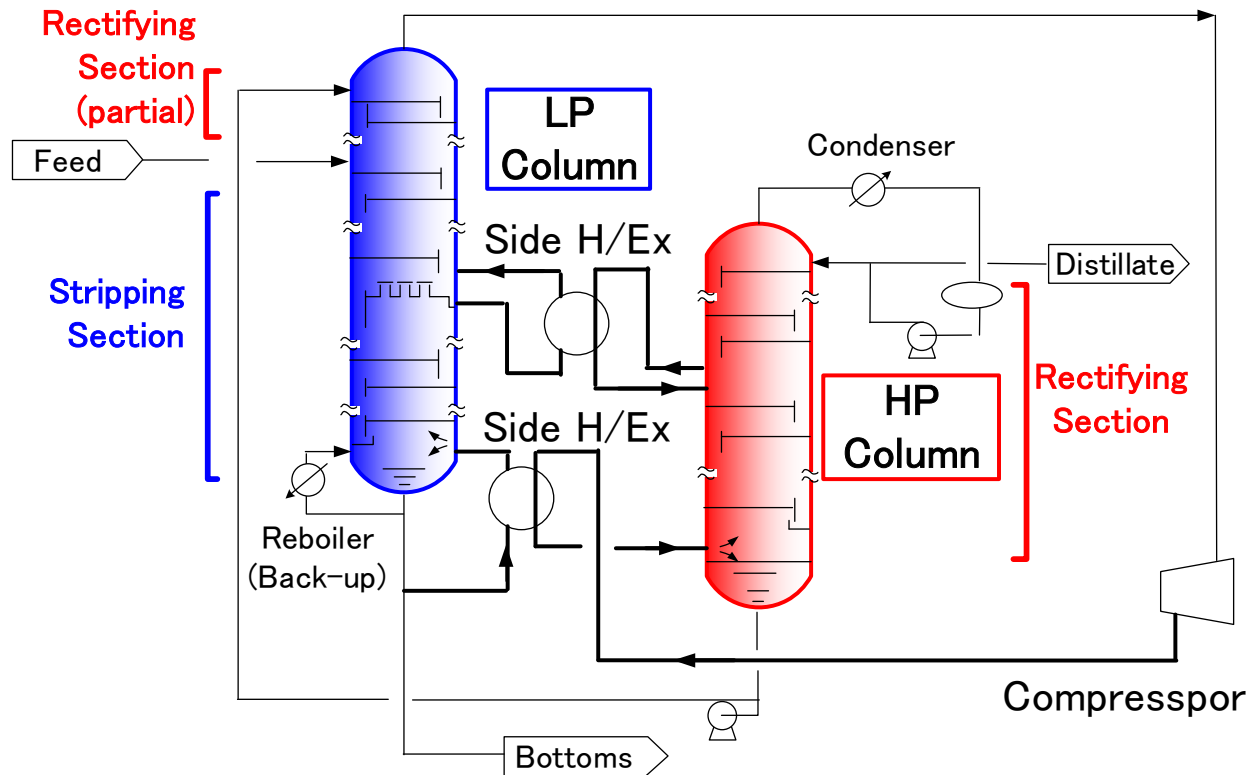 Rectifying
Section
(partial)
LP
Column
Feed
Condenser
Side H/Ex
Distillate
Stripping
Section
Rectifying
Section
HP
Column
Side H/Ex
Reboiler
(Back-up)
Compresspor
Bottoms